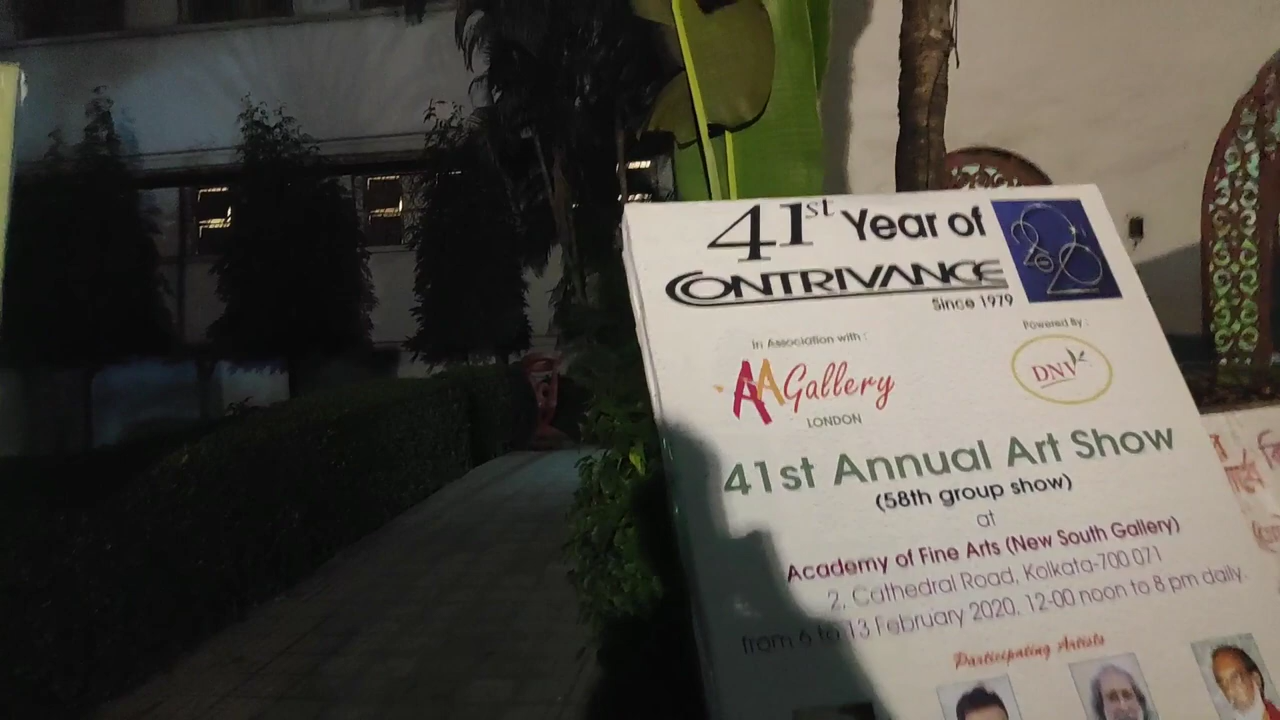 41st Year of
CONTRIVANCE
Since 1979
In Association with :
Powered By :
AA Gallery
LONDON
DNV
41st Annual Art Show
(58th group show)
at
Academy of Fine Arts (New South Gallery)
2, Cathedral Road, Kolkata-700 071
from 6 to 13 February 2020, 12-00 noon to 8 pm daily.
Participating Artists